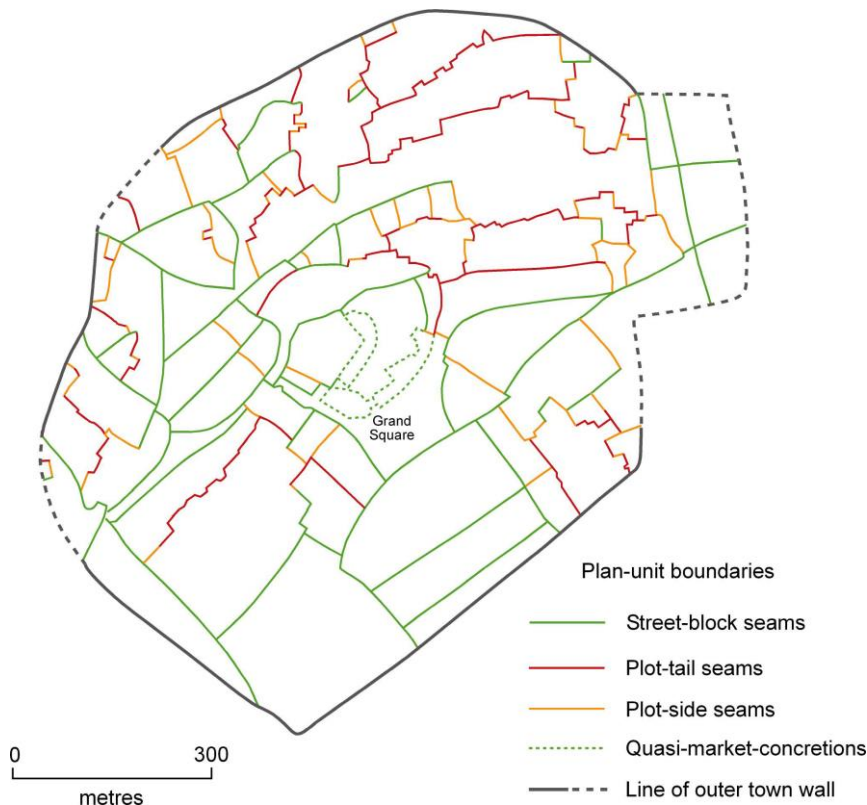 Grand
Square
Plan-unit boundaries
Street-block seams
Plot-tail seams
Plot-side seams
Quasi-market-concretions
Line of outer town wall
0 300
metres